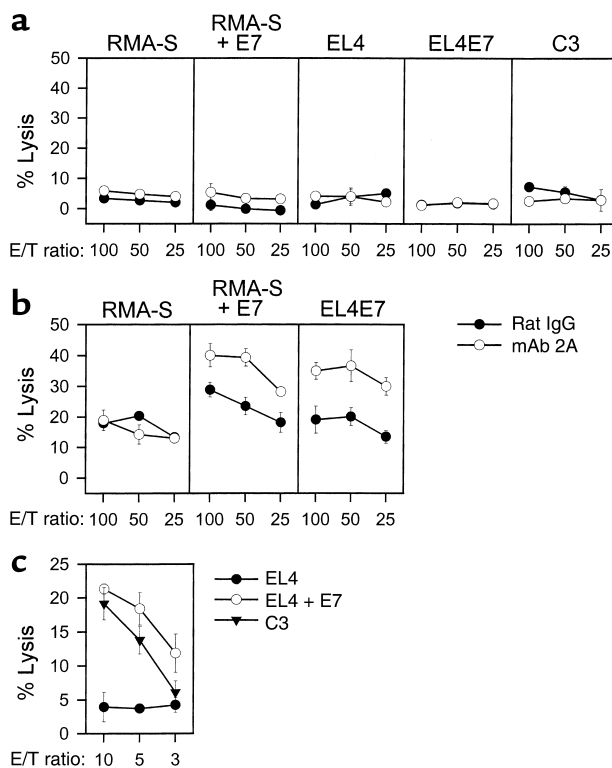 a
RMA-S RMA-S + E7 EL4 EL4E7 C3
50
40
30
20
10
0
% Lysis
E/T ratio: 100 50 25 100 50 25 100 50 25 100 50 25 100 50 25
b
RMA-S RMA-S + E7 EL4E7
50
40
30
20
10
0
% Lysis
E/T ratio: 100 50 25 100 50 25 100 50 25
Rat IgG
mAb 2A
c
25
20
15
10
5
0
% Lysis
E/T ratio: 10 5 3
EL4
EL4 + E7
C3